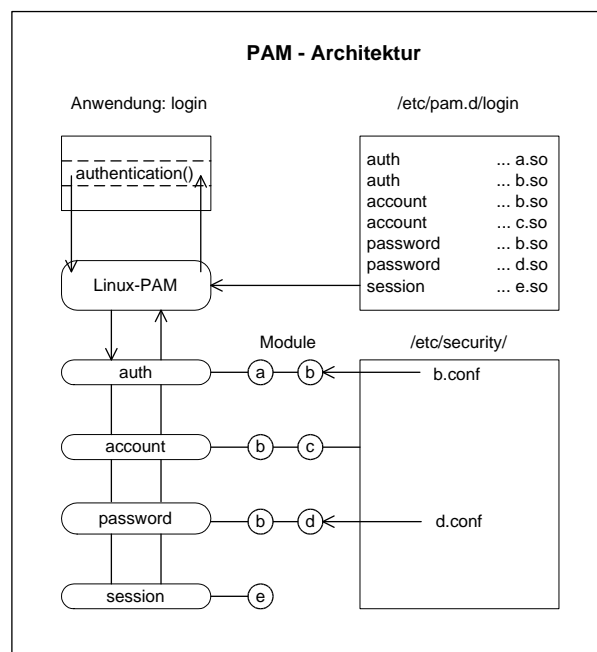 PAM - Architektur
Anwendung: login
/etc/pam.d/login
authentication()
auth ... a.so
auth ... b.so
account ... b.so
account ... c.so
password ... b.so
password ... d.so
session ... e.so
Linux-PAM
Module
/etc/security/
auth a b b.conf
account b c
password b d d.conf
session e